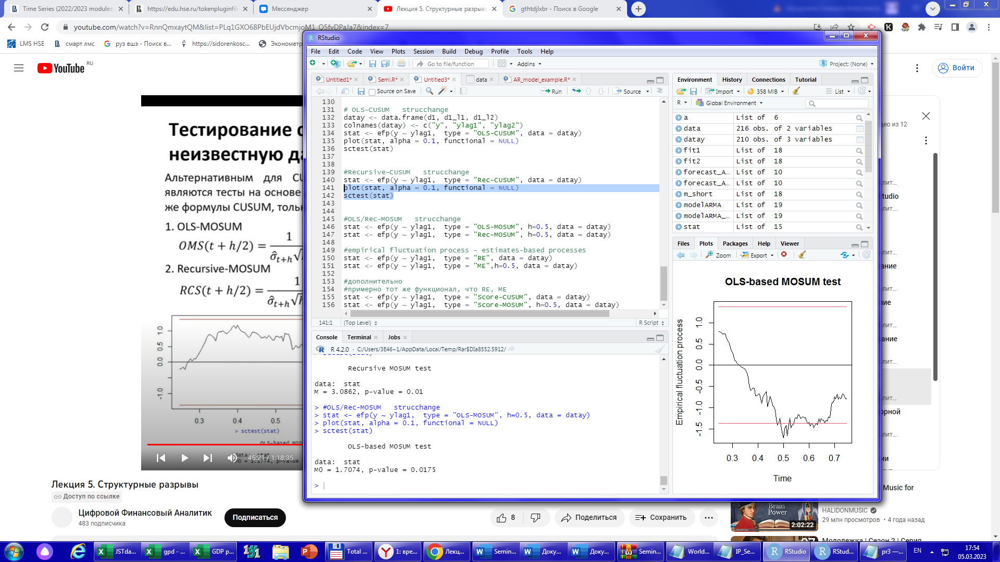 Time Series (2022/2023 modules
https://edu.hse.ru/tokenpluginfile
Мессенджер
Лекция 5. Структурные разрывы
gthtdjlxbr - Поиск в Google
youtube.com/watch?v=RnnQmxaytQM&list=PLq1GXO68PbEUjdVbcmjoM1_Q5fyDPaJa7&index=7
LMS HSE
смарт лмс
руз вшэ - Поиск в...
https://sidorenkosc...
Эконометр
YouTube RU
Войти
Тестирование с
неизвестную да
Альтернативным для CU
являются тесты на основе
же формулы CUSUM, тольк
1. OLS-MOSUM
OMS(t + h/2) = 1
σ̂t+h√h
2. Recursive-MOSUM
RCS(t + h/2) = 1
σ̂t+h√h
1.0
0.5
0.0
-1.0
0.3 0.4 0.5
> sctest(stat)
45:21 / 1:18:35
Лекция 5. Структурные разрывы
Доступ по ссылке
Цифровой Финансовый Аналитик
483 подписчика
Подписаться
8
Поделиться
Сохранить
RStudio
File Edit Code View Plots Session Build Debug Profile Tools Help
Go to file/function
Addins
Project: (None)
Untitled1*
Semi.R*
Untitled3*
data
AR_model_example.R*
Source on Save
Run
Source
130
131 # OLS-CUSUM   strucchange
132 datay <- data.frame(d1, d1_l1, d1_l2)
133 colnames(datay) <- c("y", "ylag1", "ylag2")
134 stat <- efp(y ~ ylag1,  type = "OLS-CUSUM", data = datay)
135 plot(stat, alpha = 0.1, functional = NULL)
136 sctest(stat)
137
138
139 #Recursive-CUSUM   strucchange
140 stat <- efp(y ~ ylag1,  type = "Rec-CUSUM", data = datay)
141 plot(stat, alpha = 0.1, functional = NULL)
142 sctest(stat)
143
144
145 #OLS/Rec-MOSUM   strucchange
146 stat <- efp(y ~ ylag1,  type = "OLS-MOSUM", h=0.5, data = datay)
147 stat <- efp(y ~ ylag1,  type = "Rec-MOSUM", h=0.5, data = datay)
148
149 #empirical fluctuation process - estimates-based processes
150 stat <- efp(y ~ ylag1,  type = "RE", data = datay)
151 stat <- efp(y ~ ylag1,  type = "ME",h=0.5, data = datay)
152
153 #дополнительно
154 #примерно тот же функционал, что RE, ME
155 stat <- efp(y ~ ylag1,  type = "Score-CUSUM", data = datay)
156 stat <- efp(y ~ ylag1,  type = "Score-MOSUM", h=0.5, data = datay)
141:1 (Top Level) R Script
Console Terminal Jobs
R 4.2.0 · C:/Users/3E46~1/AppData/Local/Temp/Rar$DIa8552.5912/
Recursive MOSUM test
data:  stat
M = 3.0862, p-value = 0.01
> #OLS/Rec-MOSUM   strucchange
> stat <- efp(y ~ ylag1,  type = "OLS-MOSUM", h=0.5, data = datay)
> plot(stat, alpha = 0.1, functional = NULL)
> sctest(stat)
OLS-based MOSUM test
data:  stat
M0 = 1.7074, p-value = 0.0175
>
Environment History Connections Tutorial
Import 358 MiB List
R Global Environment
a List of 6
data 216 obs. of 2 variables
datay 210 obs. of 3 variables
fit1 List of 18
fit2 List of 18
forecast_A... List of 10
forecast_A... List of 10
m_short List of 18
modelARMA List of 19
modelARMA_... List of 19
stat List of 15
Files Plots Packages Help Viewer
Zoom Export
OLS-based MOSUM test
Empirical fluctuation process
1.0
0.5
0.0
-0.5
-1.0
-1.5
0.3 0.4 0.5 0.6 0.7
Time
део из 12
лит...
tudio
лит...
лит...
ание
лит...
ние
лит...
вание
лит...
лит...
орной
лит...
ии
Music for
Brain
Power
2:02:22
HALIDONMUSIC
29 млн просмотров • 4 года назад
Молодежка | Сезон 2 | Серия
JSTda...
gpd - ...
GDP p...
Total ...
1: вре...
Лекц...
Semin...
Доку...
Доку...
Semin...
World...
IP_Se...
RStudio
RStud...
pr3 —...
EN
17:54
05.03.2023